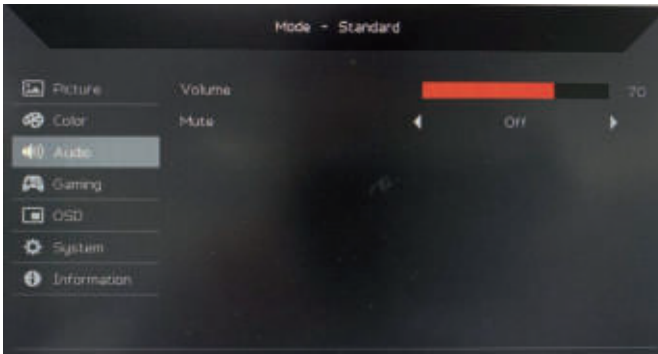 Mode - Standard
Picture
Volume
70
Color
Mute
Off
Audio
Gaming
OSD
System
Information